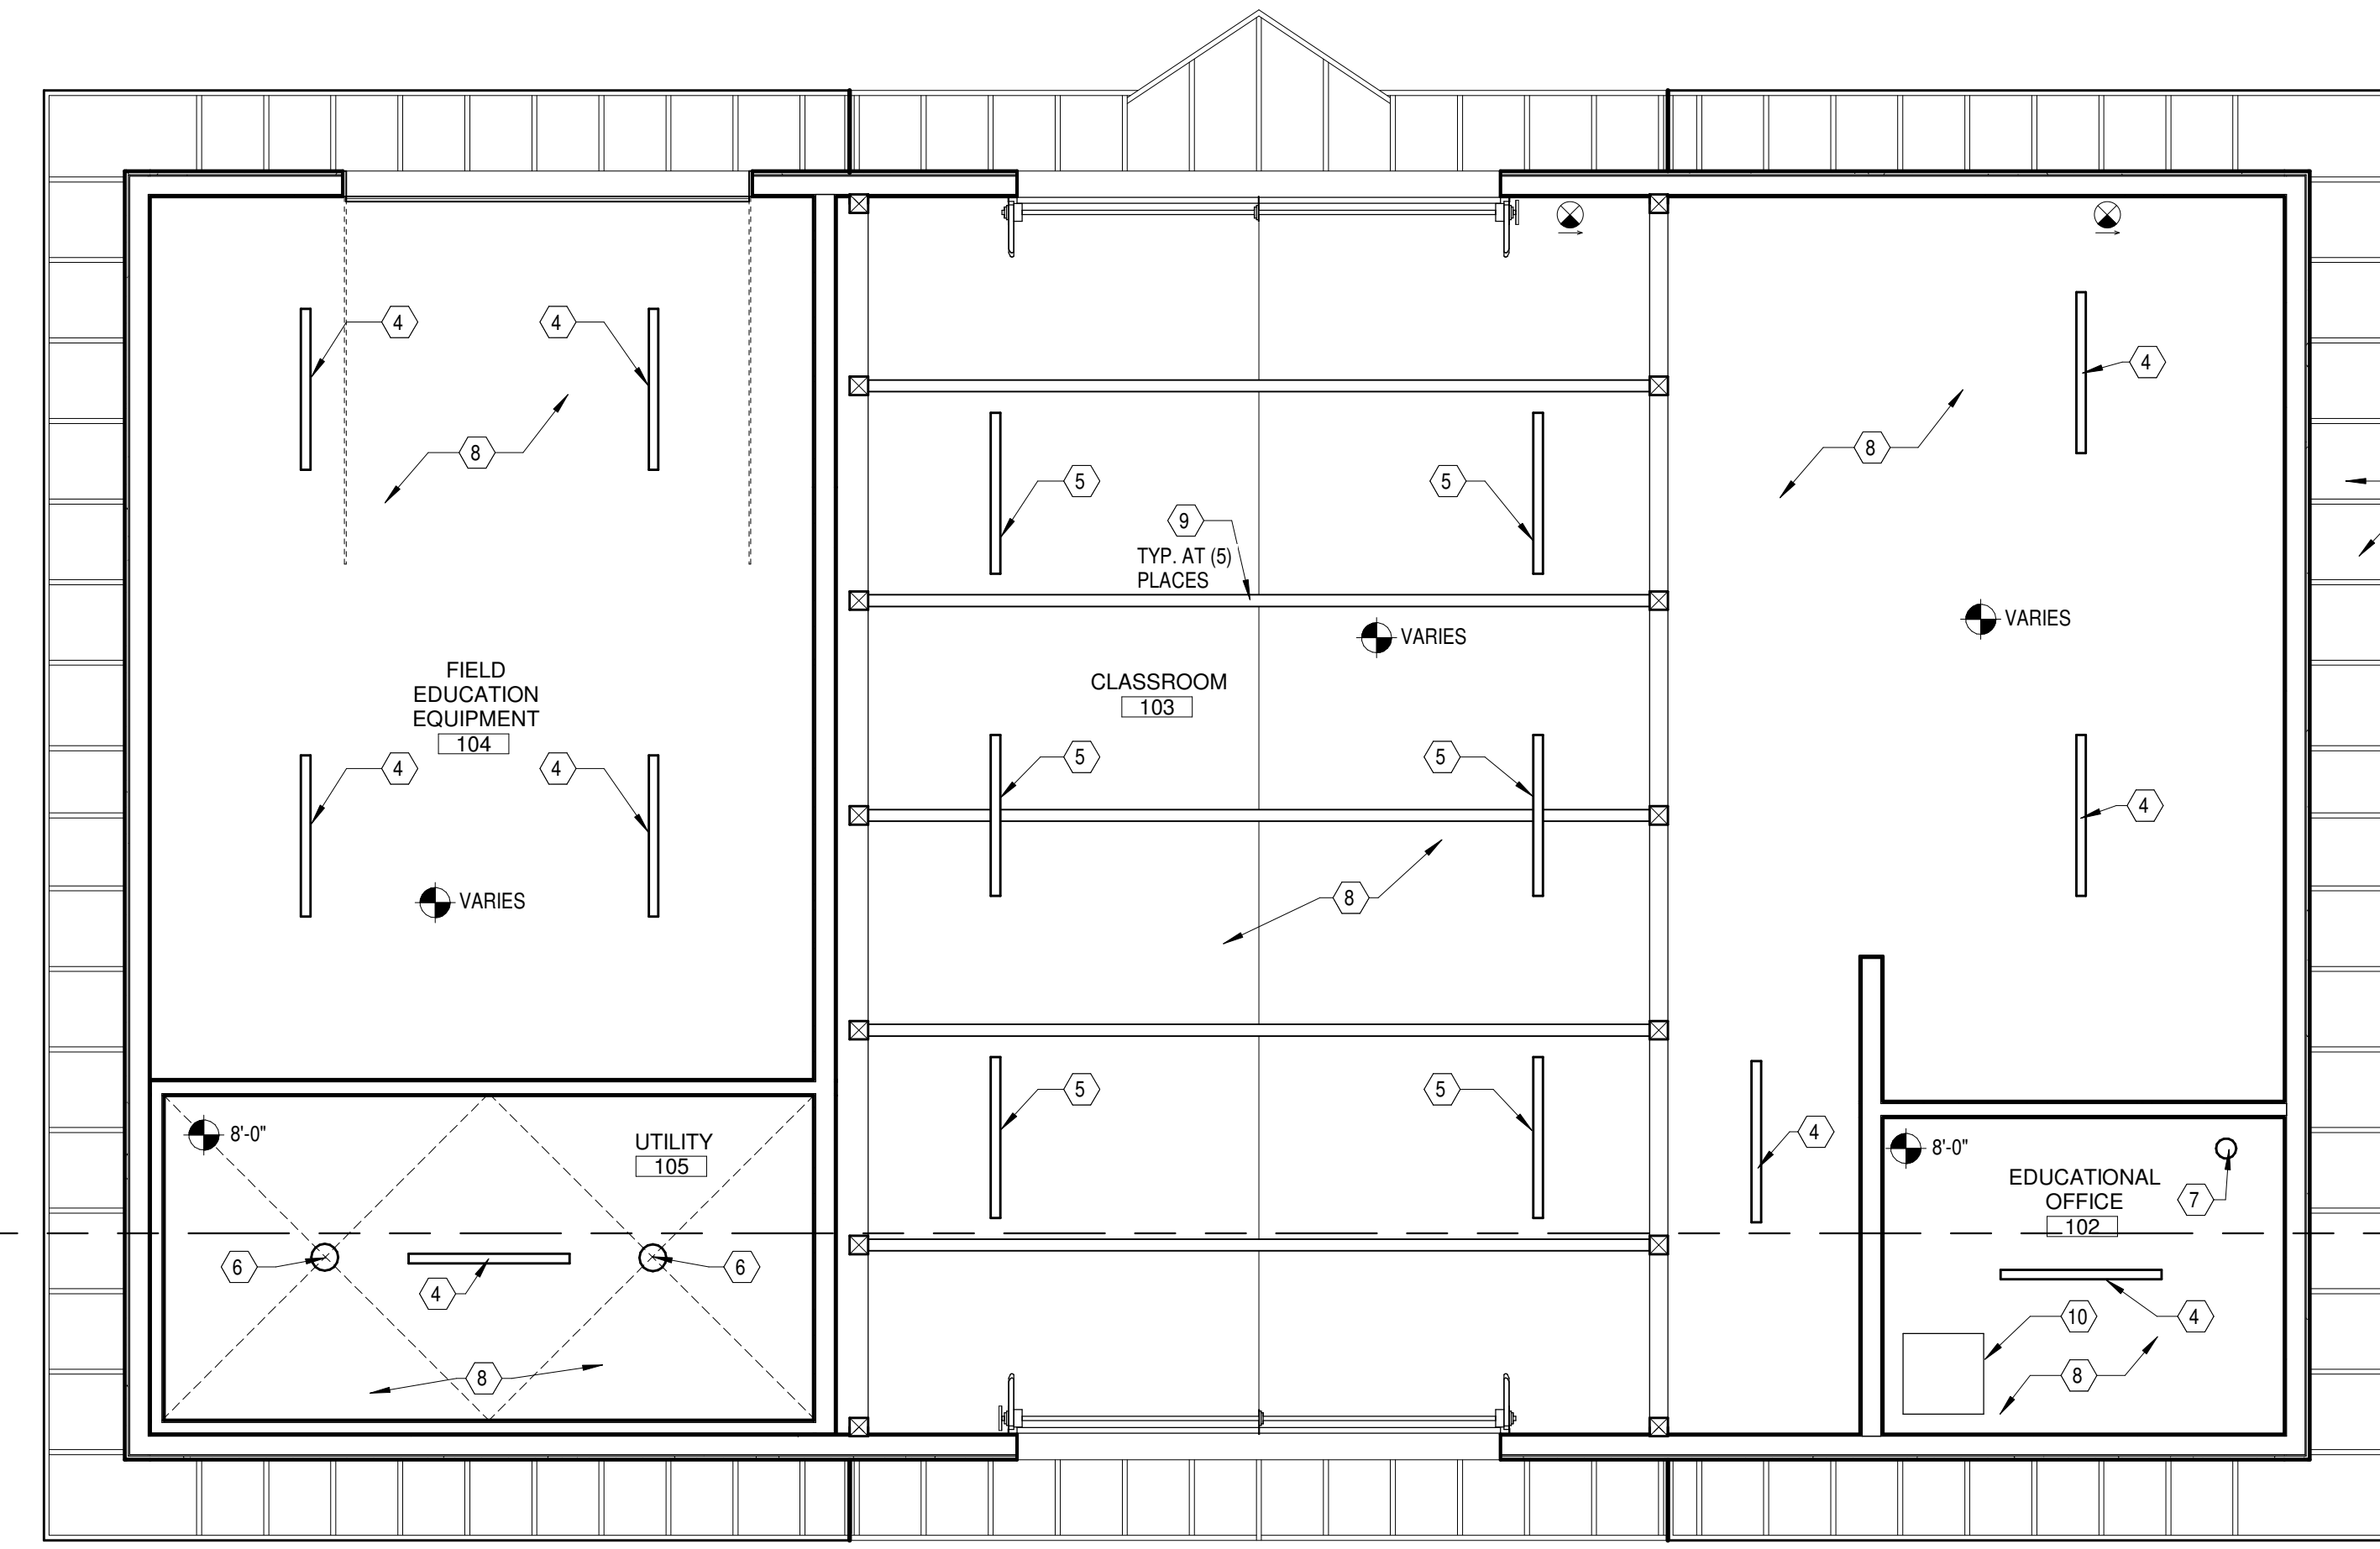 4
4
4
8
8
5
5
9
TYP. AT (5)
PLACES
VARIES
VARIES
FIELD
EDUCATION
EQUIPMENT
104
CLASSROOM
103
4
4
5
5
4
VARIES
8
5
5
4
8'-0"
UTILITY
105
8'-0"
EDUCATIONAL
OFFICE
102
7
6
4
6
10
4
8
8